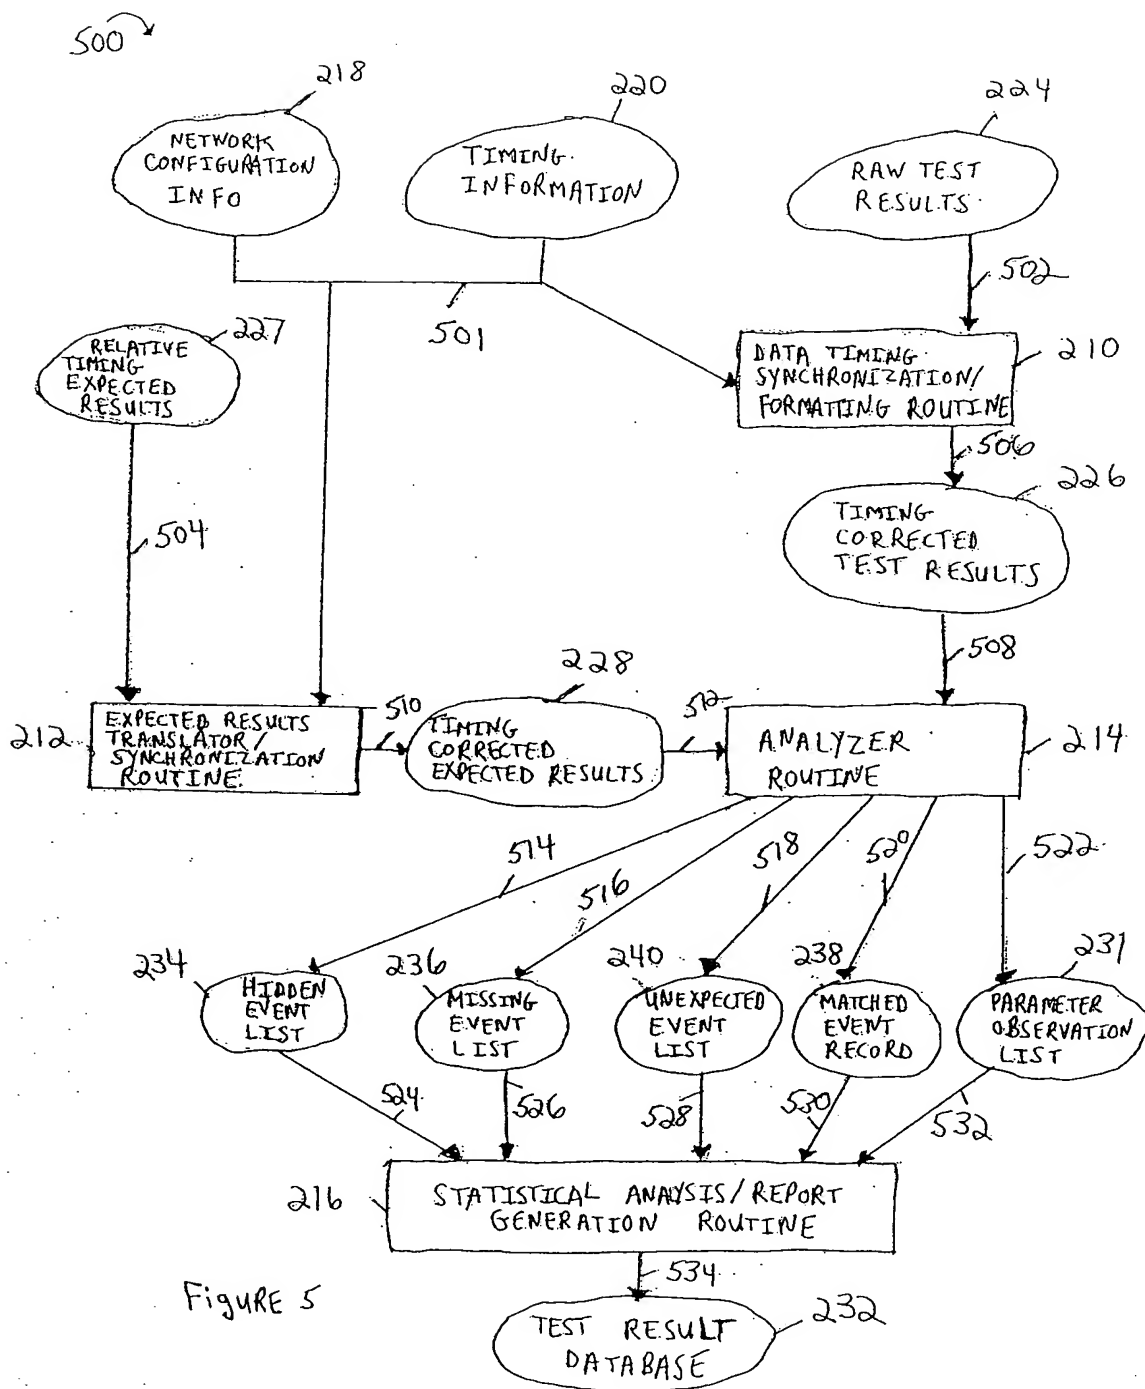 500
218
220
224
NETWORK
CONFIGURATION
INFO
TIMING
INFORMATION
RAW TEST
RESULTS
502
501
227
RELATIVE
TIMING
EXPECTED
RESULTS
DATA TIMING
SYNCHRONIZATION/
FORMATTING ROUTINE
210
506
226
504
TIMING
CORRECTED
TEST RESULTS
508
228
212
EXPECTED RESULTS
TRANSLATOR/
SYNCHRONIZATION
ROUTINE
510
TIMING
CORRECTED
EXPECTED RESULTS
512
ANALYZER
ROUTINE
214
514
516
518
520
522
234
HIDDEN
EVENT
LIST
236
MISSING
EVENT
LIST
240
UNEXPECTED
EVENT
LIST
238
MATCHED
EVENT
RECORD
231
PARAMETER
OBSERVATION
LIST
524
526
528
530
532
216
STATISTICAL ANALYSIS/REPORT
GENERATION ROUTINE
534
FiguRE 5
TEST RESULT
DATABASE
232